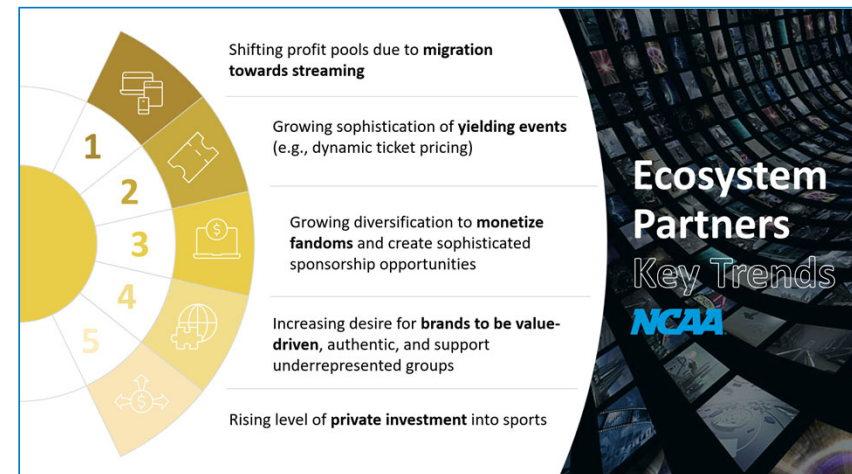 1
Shifting profit pools due to migration
towards streaming
2
Growing sophistication of yielding events
(e.g., dynamic ticket pricing)
3
Growing diversification to monetize
fandoms and create sophisticated
sponsorship opportunities
4
Increasing desire for brands to be value-
driven, authentic, and support
underrepresented groups
5
Rising level of private investment into sports
Ecosystem
Partners
Key Trends
NCAA